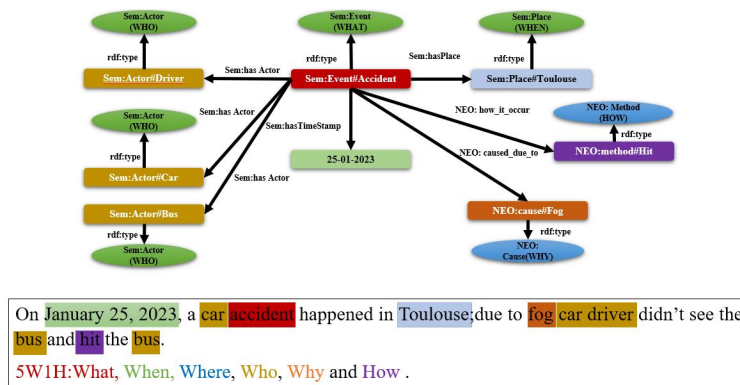 Sem:Actor
(WHO)
Sem:Event
(WHAT)
Sem:Place
(WHEN)
rdf:type
rdf:type
Sem:hasPlace
rdf:type
Sem:Actor#Driver
Sem:has Actor
Sem:Event#Accident
Sem:Place#Toulouse
Sem:Actor
(WHO)
Sem:has Actor
Sem:hasTimeStamp
NEO: how_it_occur
NEO: Method
(HOW)
rdf:type
rdf:type
Sem:Actor#Car
Sem:has Actor
25-01-2023
NEO: caused_due_to
NEO:method#Hit
Sem:Actor#Bus
NEO:cause#Fog
rdf:type
rdf:type
Sem:Actor
(WHO)
NEO:
Cause(WHY)
On January 25, 2023, a car accident happened in Toulouse;due to fog car driver didn't see the
bus and hit the bus.
5W1H:What, When, Where, Who, Why and How .